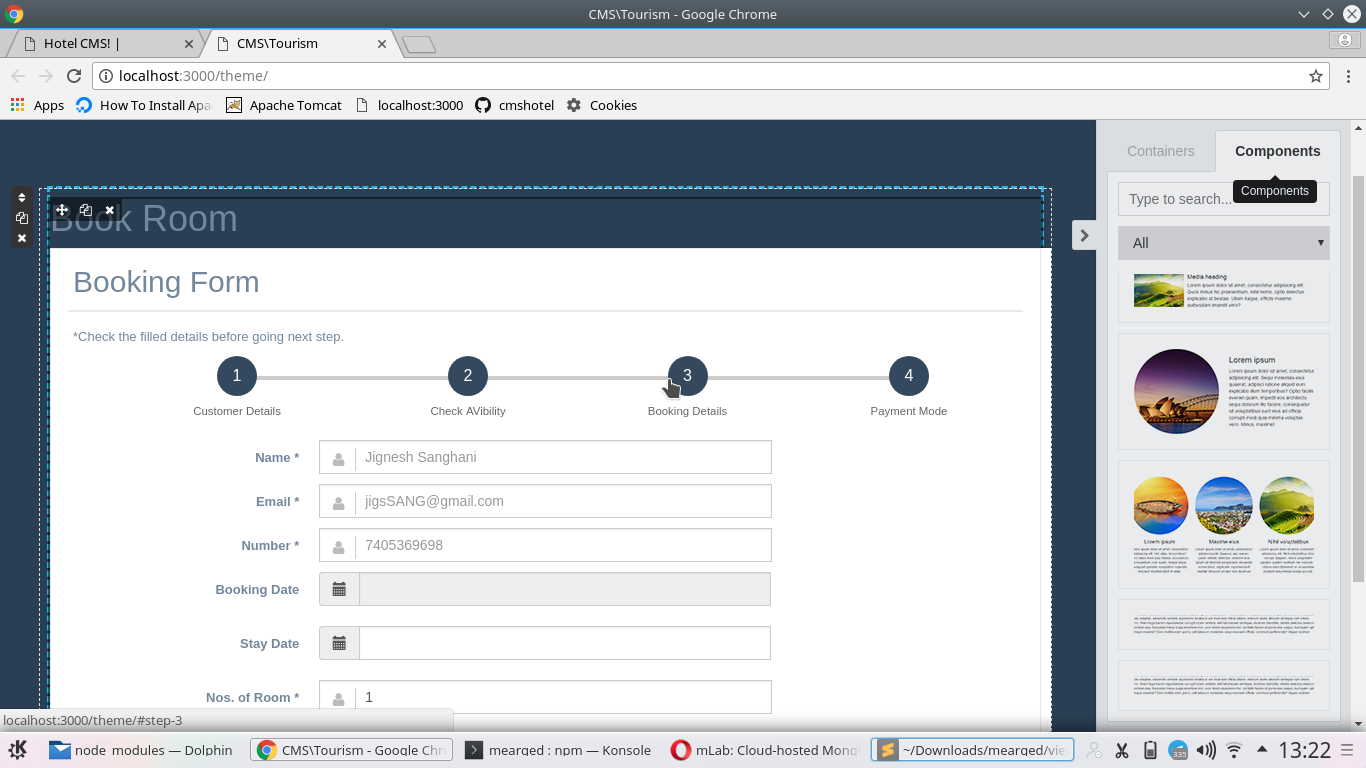 CMS\Tourism - Google Chrome
Hotel CMS! |
CMS\Tourism
localhost:3000/theme/
Apps
How To Install Apa
Apache Tomcat
localhost:3000
cmshotel
Cookies
Containers
Components
Components
Type to search...
All
Book Room
Booking Form
*Check the filled details before going next step.
1
2
3
4
Customer Details
Check AVibility
Booking Details
Payment Mode
Name *
Jignesh Sanghani
Email *
jigsSANG@gmail.com
Number *
7405369698
Booking Date
Stay Date
Nos. of Room *
1
Media heading
Lorem ipsum
Lorem ipsum
Maxime eius
Nihil voluptatibus
localhost:3000/theme/#step-3
node_modules — Dolphin
CMS\Tourism - Google Chr
mearged : npm — Konsole
mLab: Cloud-hosted Mong
~/Downloads/mearged/vie
335
13:22